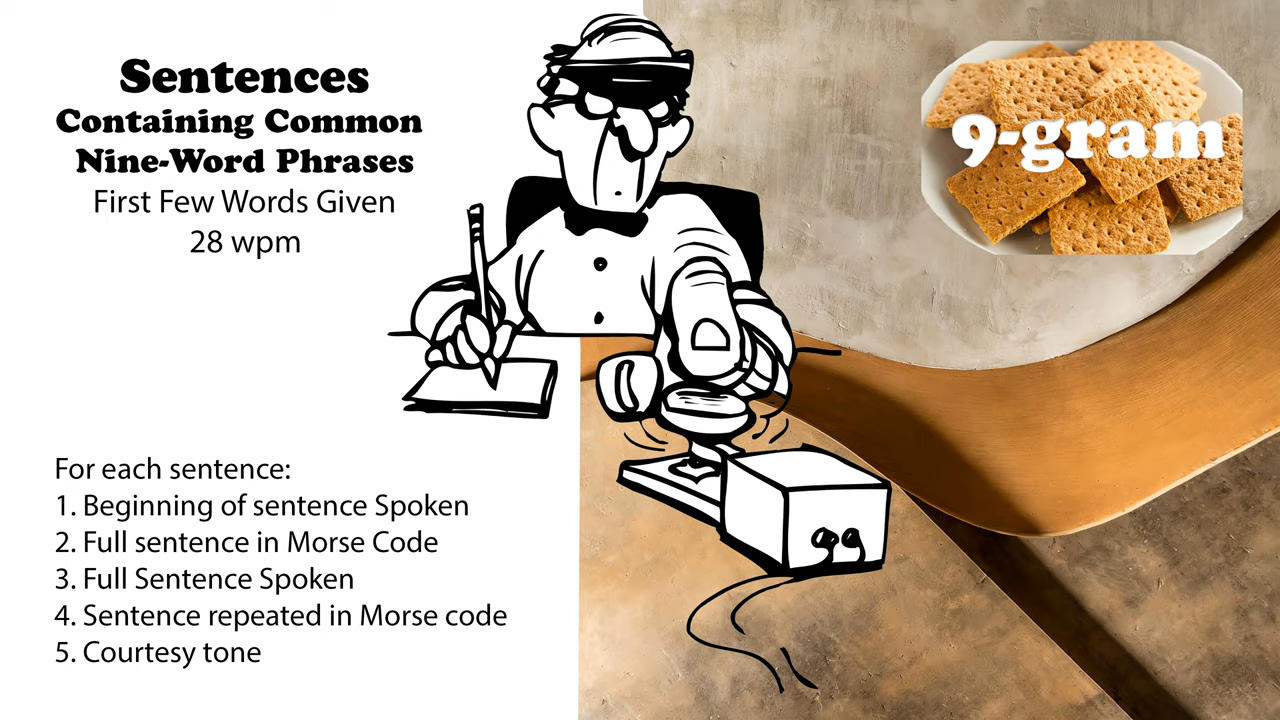 Sentences
Containing Common
Nine-Word Phrases
First Few Words Given
28 wpm
9-gram
For each sentence:
1. Beginning of sentence Spoken
2. Full sentence in Morse Code
3. Full Sentence Spoken
4. Sentence repeated in Morse code
5. Courtesy tone